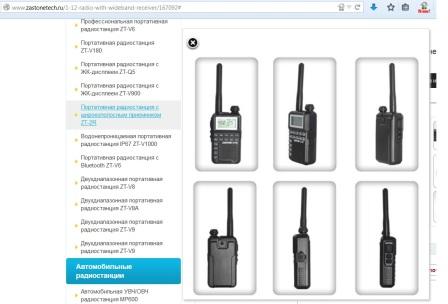 www.zastonetech.ru/1-12-radio-with-wideband-receiver/167092#
Профессиональная портативная
радиостанция ZT-V6
Портативная радиостанция
ZT-V180
Портативная радиостанция с
ЖК-дисплеем ZT-Q5
Портативная радиостанция с
ЖК-дисплеем ZT-V900
Портативная радиостанция с
широкополосным приемником
ZT-2R
Водонепроницаемая портативная
радиостанция IP67 ZT-V1000
Портативная радиостанция с
Bluetooth ZT-V6
Двухдиапазонная портативная
радиостанция ZT-V8
Двухдиапазонная портативная
радиостанция ZT-V8A
Двухдиапазонная портативная
радиостанция ZT-V9
Двухдиапазонная портативная
радиостанция ZT-V9
Автомобильные
радиостанции
Автомобильная УВЧ/ОВЧ
радиостанция MP600